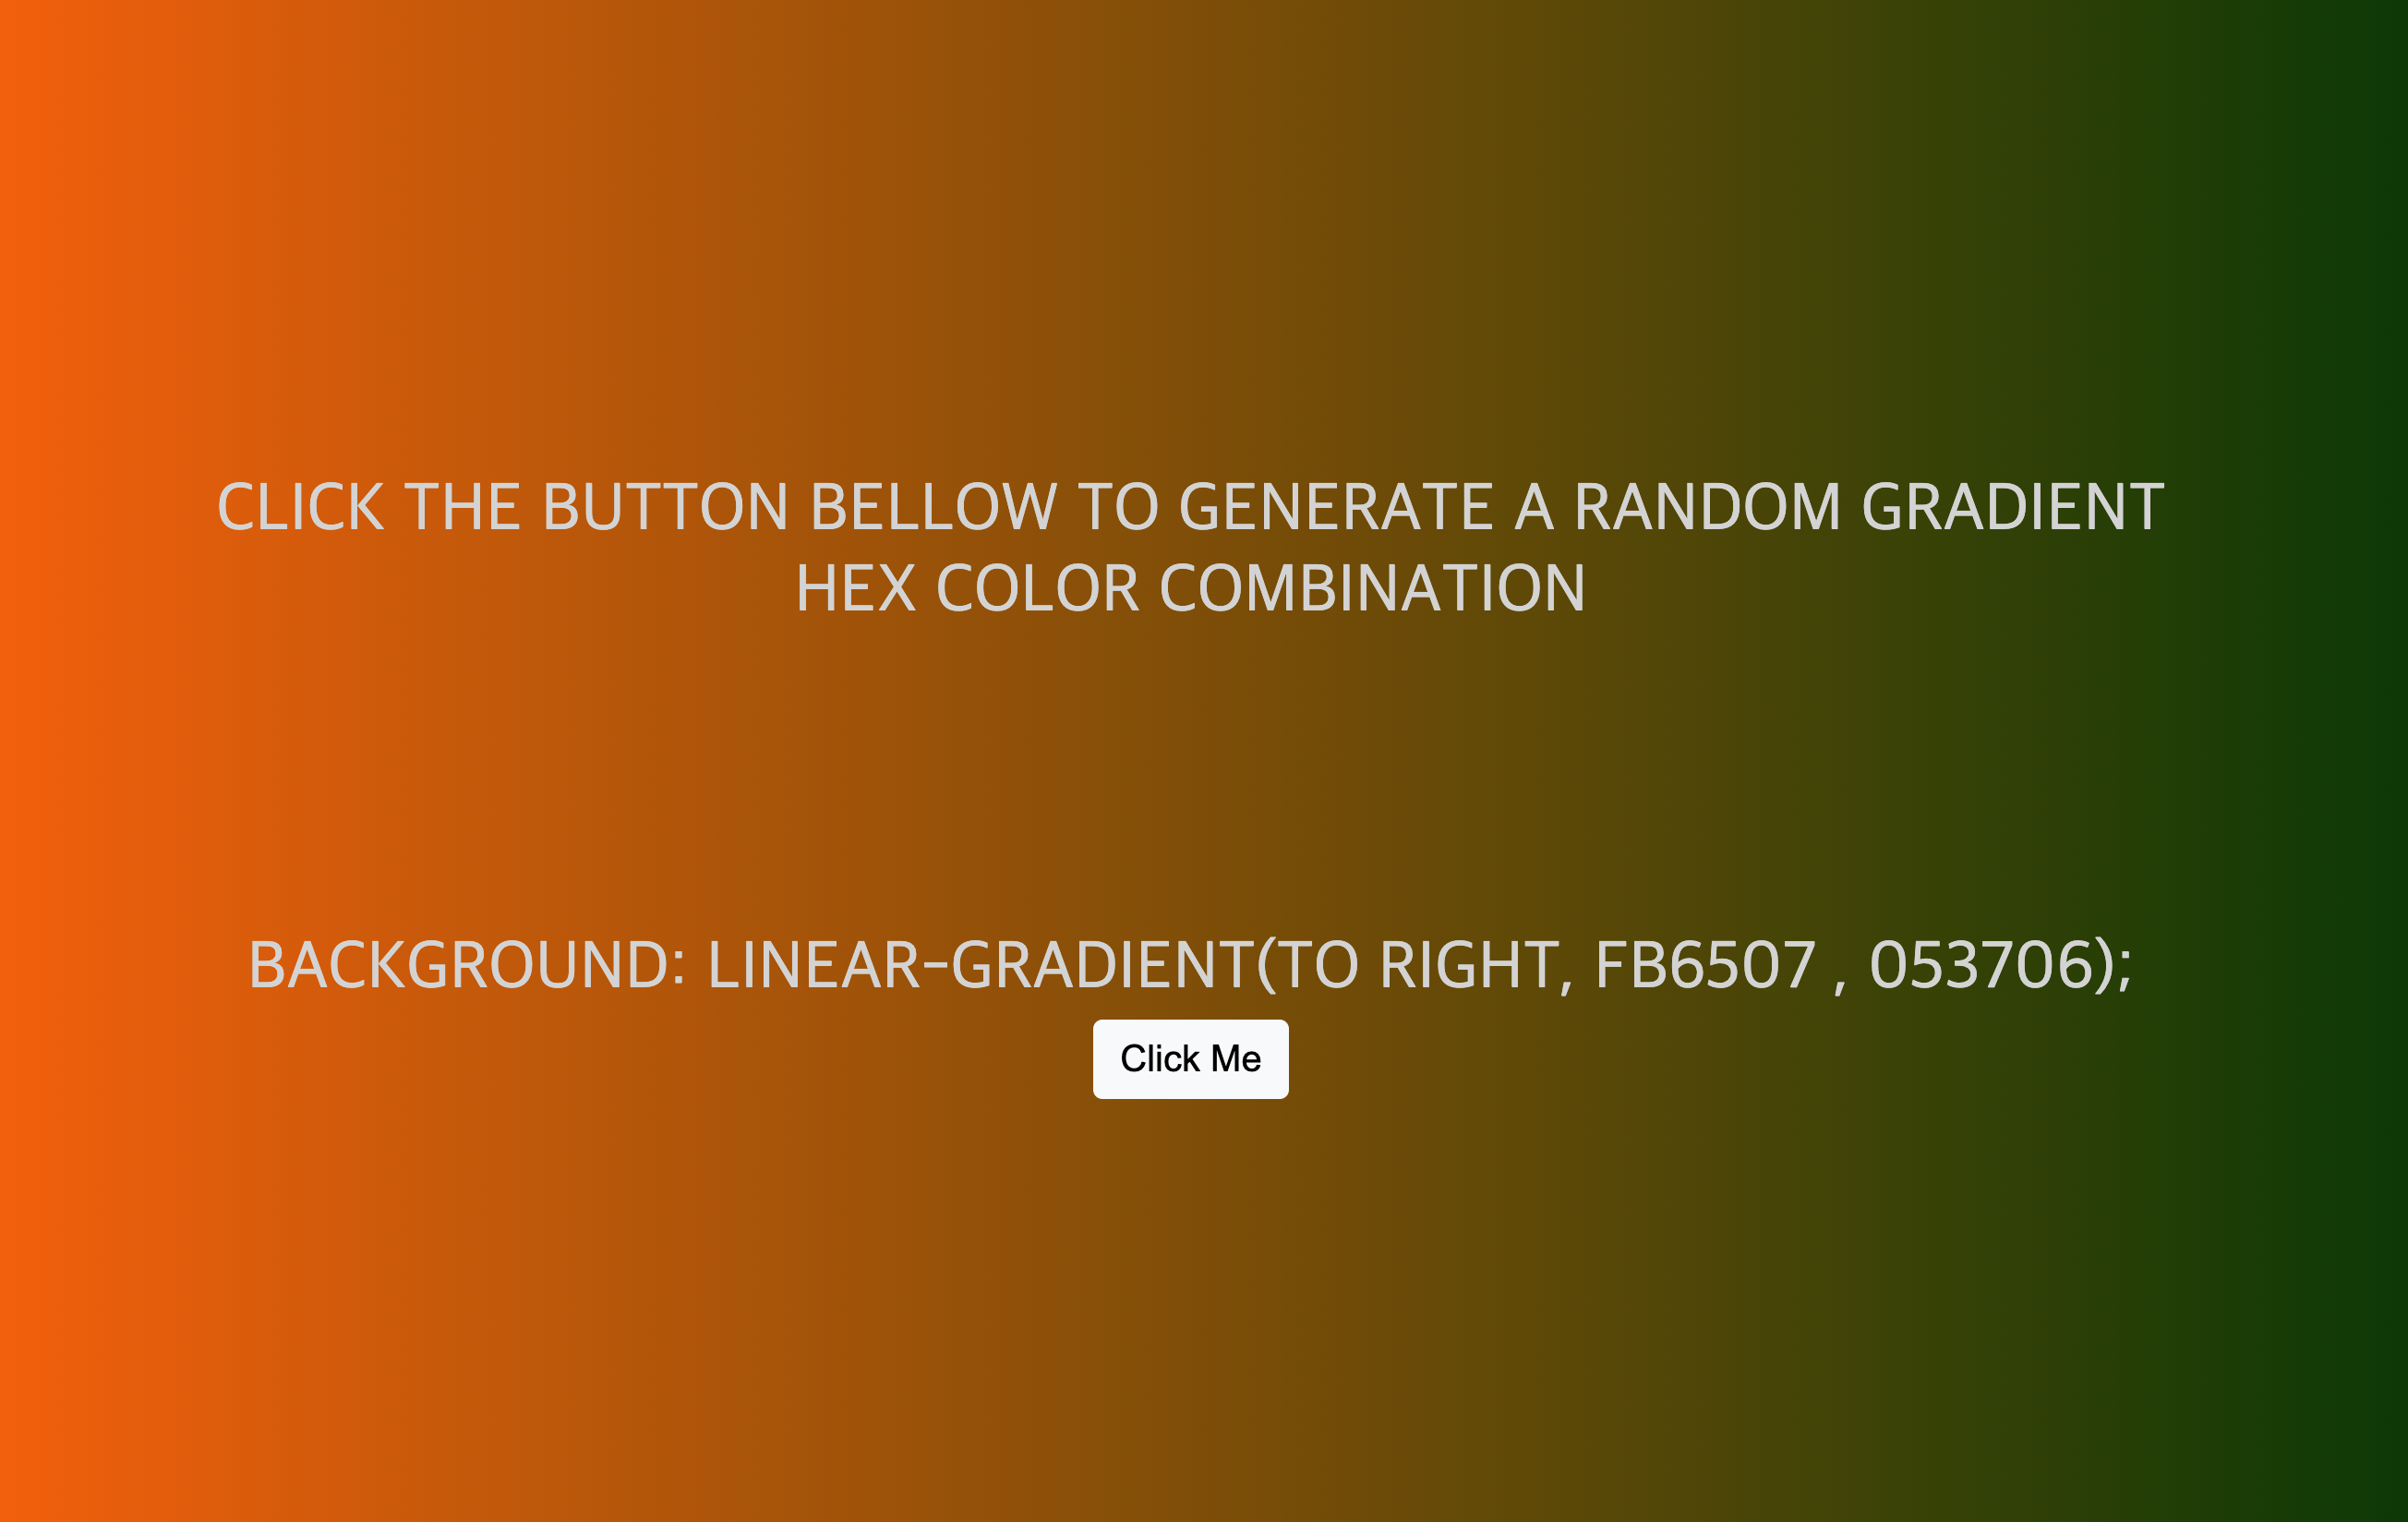 CLICK THE BUTTON BELLOW TO GENERATE A RANDOM GRADIENT
HEX COLOR COMBINATION
BACKGROUND: LINEAR-GRADIENT(TO RIGHT, FB6507 , 053706);
Click Me